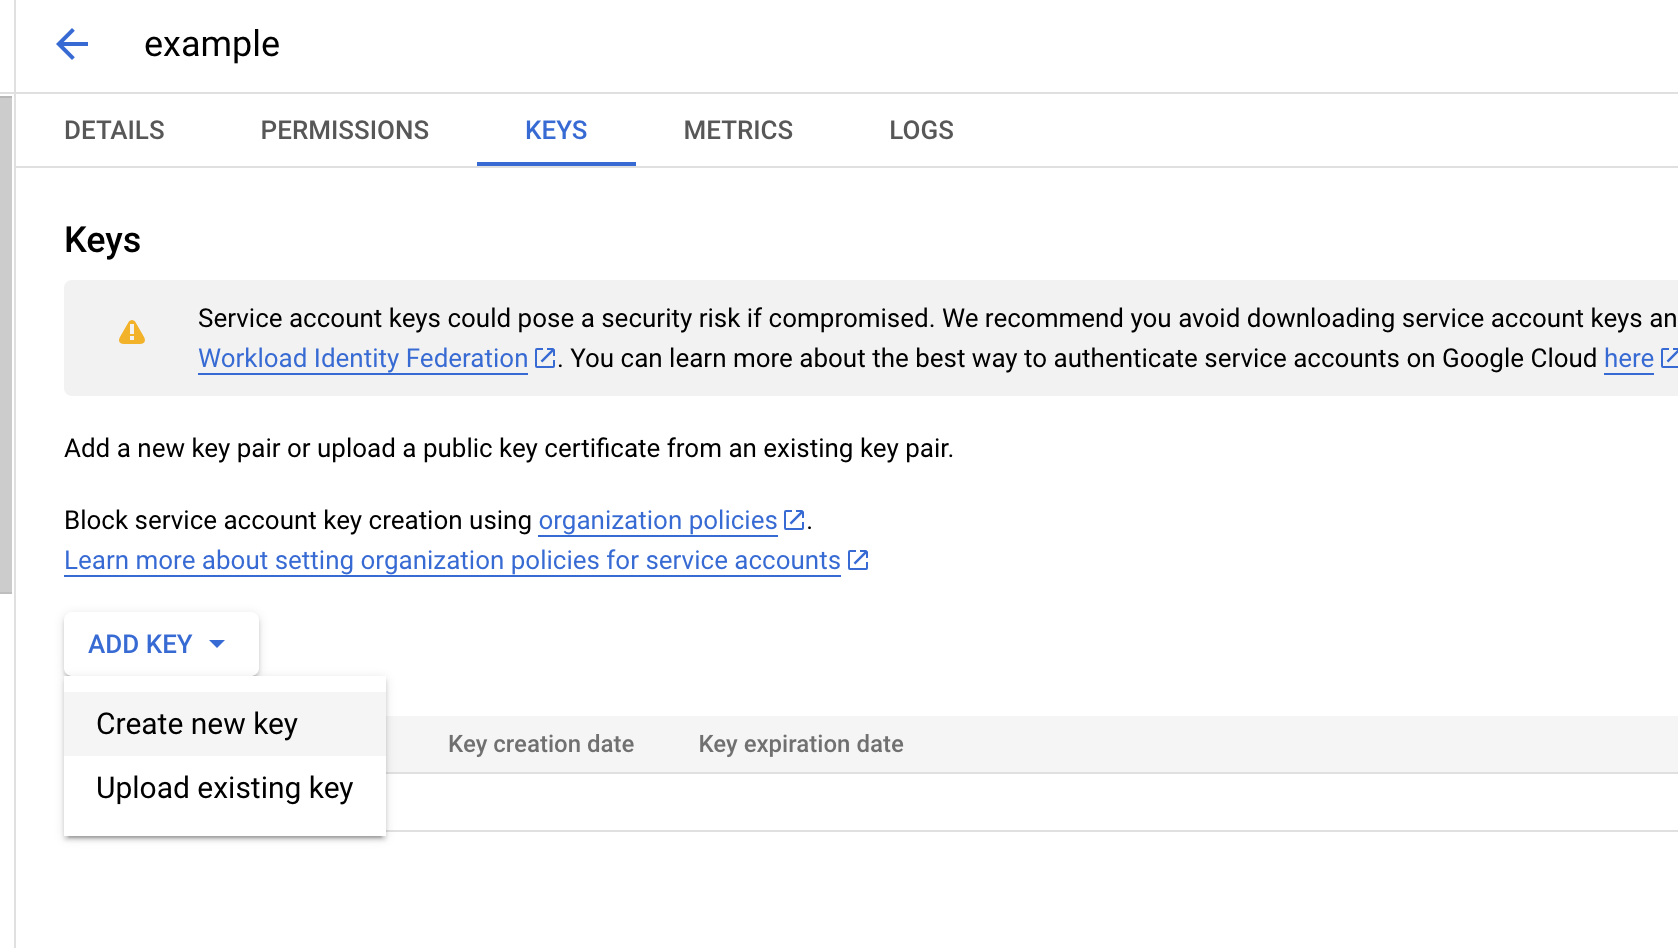 example
DETAILS PERMISSIONS KEYS METRICS LOGS
Keys
Service account keys could pose a security risk if compromised. We recommend you avoid downloading service account keys an
Workload Identity Federation. You can learn more about the best way to authenticate service accounts on Google Cloud here
Add a new key pair or upload a public key certificate from an existing key pair.
Block service account key creation using organization policies.
Learn more about setting organization policies for service accounts
ADD KEY
Create new key
Upload existing key
Key creation date Key expiration date